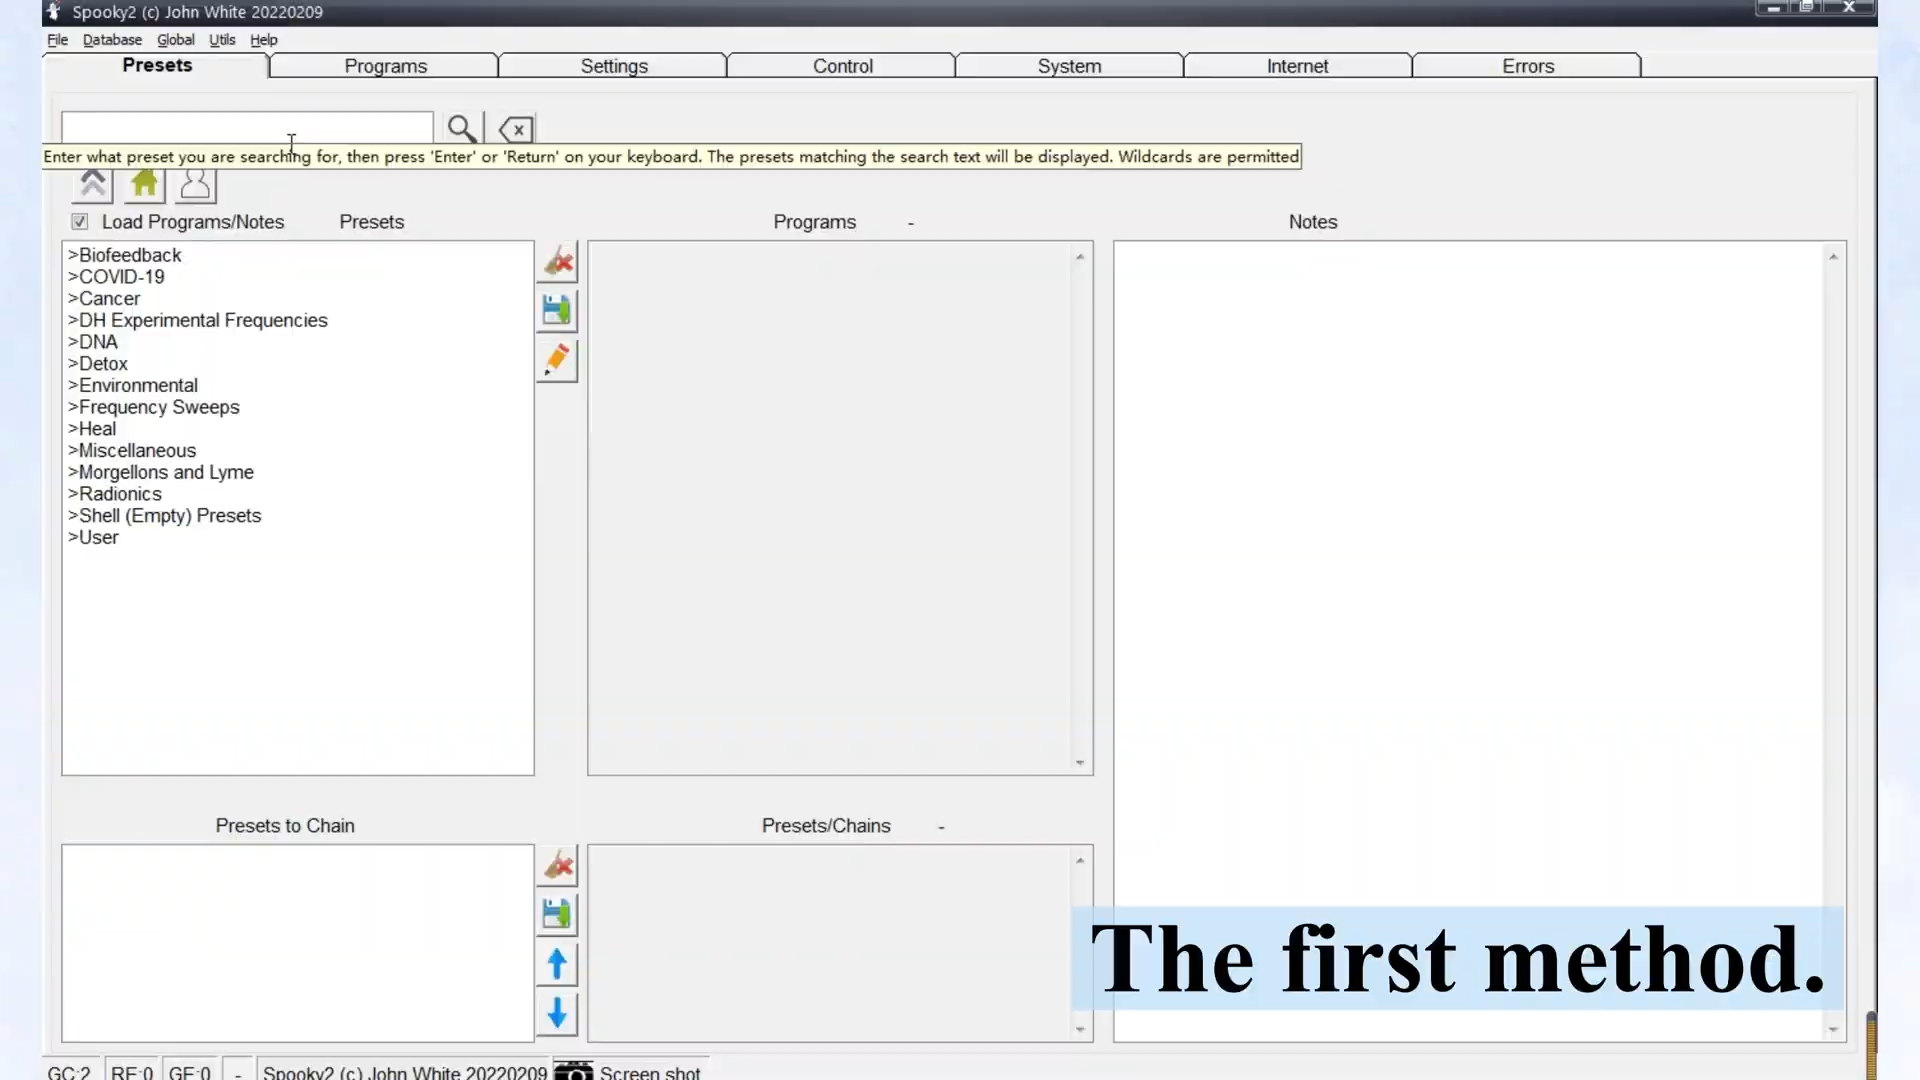 Spooky2 (c) John White 20220209
File Database Global Utils Help
Presets Programs Settings Control System Internet Errors
Enter what preset you are searching for, then press 'Enter' or 'Return' on your keyboard. The presets matching the search text will be displayed. Wildcards are permitted
Load Programs/Notes Presets Programs - Notes
>Biofeedback
>COVID-19
>Cancer
>DH Experimental Frequencies
>DNA
>Detox
>Environmental
>Frequency Sweeps
>Heal
>Miscellaneous
>Morgellons and Lyme
>Radionics
>Shell (Empty) Presets
>User
Presets to Chain Presets/Chains -
The first method.
GC:2 RE:0 GE:0 - Spooky2 (c) John White 20220209 Screen shot